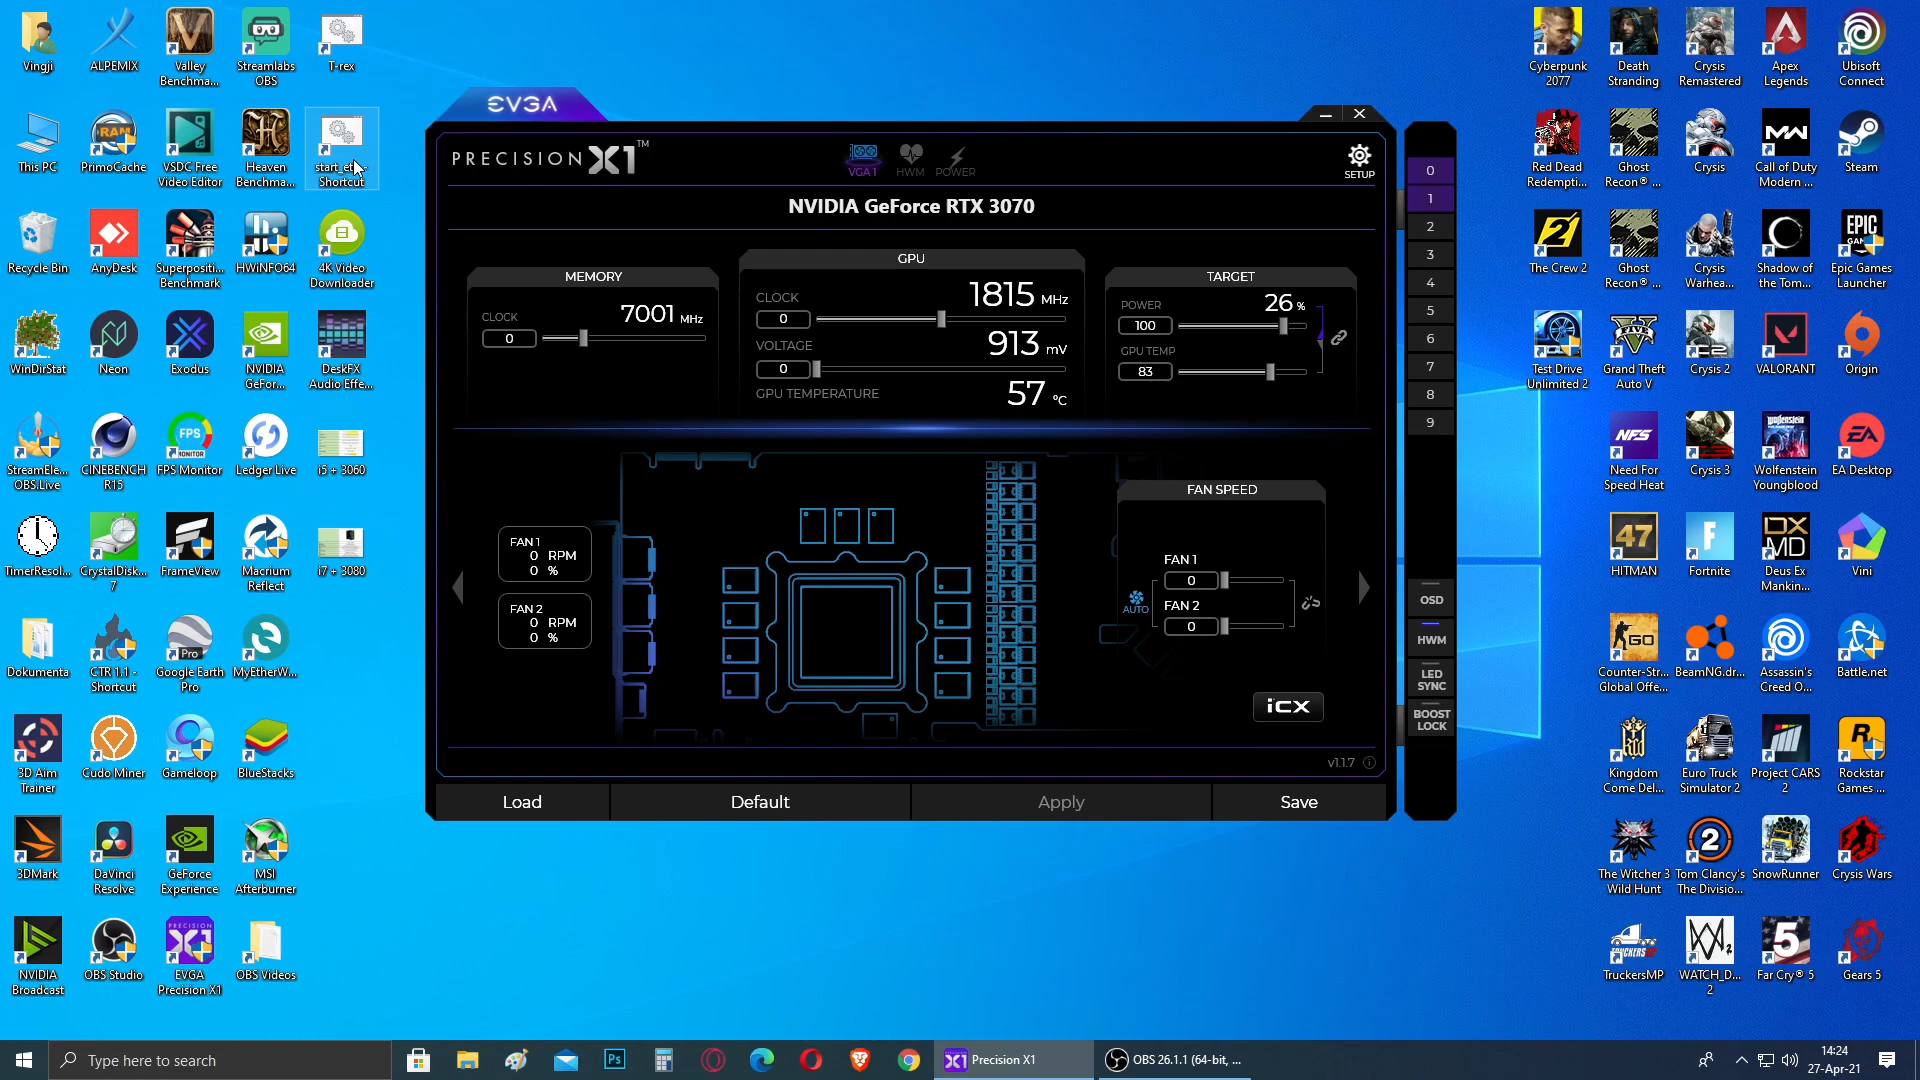 Vingji
ALPEMIX
Valley
Benchma...
Streamlabs
OBS
T-rex
This PC
PrimoCache
VSDC Free
Video Editor
Heaven
Benchma...
Shortcut
Recycle Bin
AnyDesk
Superpositi...
Benchmark
HWiNFO64
4K Video
Downloader
WinDirStat
Neon
Exodus
NVIDIA
GeFor...
DeskFX
Audio Effe...
StreamEle...
OBS.Live
CINEBENCH
R15
FPS Monitor
Ledger Live
i5 + 3060
TimerResol...
CrystalDisk...
7
FrameView
Macrium
Reflect
i7 + 3080
Dokumenta
CTR 1.1 -
Shortcut
Google Earth
Pro
MyEtherW...
3D Aim
Trainer
Cudo Miner
Gameloop
BlueStacks
3DMark
DaVinci
Resolve
GeForce
Experience
MSI
Afterburner
NVIDIA
Broadcast
OBS Studio
EVGA
Precision X1
OBS Videos
EVGA
PRECISION X1™
VGA 1
HWM
POWER
SETUP
NVIDIA GeForce RTX 3070
MEMORY
CLOCK
7001 MHz
0
GPU
CLOCK
1815 MHz
0
VOLTAGE
913 mV
0
GPU TEMPERATURE
57 °C
TARGET
POWER
26 %
100
GPU TEMP
83
FAN 1
0 RPM
0 %
FAN 2
0 RPM
0 %
FAN SPEED
FAN 1
0
AUTO
FAN 2
0
iCX
v1.1.7
Load
Default
Apply
Save
0
1
2
3
4
5
6
7
8
9
OSD
HWM
LED
SYNC
BOOST
LOCK
Cyberpunk
2077
Death
Stranding
Crysis
Remastered
Apex
Legends
Ubisoft
Connect
Red Dead
Redempti...
Ghost
Recon® ...
Crysis
Call of Duty
Modern ...
Steam
The Crew 2
Ghost
Recon® ...
Crysis
Warhea...
Shadow of
the Tom...
Epic Games
Launcher
Test Drive
Unlimited 2
Grand Theft
Auto V
Crysis 2
VALORANT
Origin
Need For
Speed Heat
Crysis 3
Wolfenstein
Youngblood
EA Desktop
HITMAN
Fortnite
Deus Ex
Mankin...
Vini
Counter-Str...
Global Offe...
BeamNG.dr...
Assassin's
Creed O...
Battle.net
Kingdom
Come Del...
Euro Truck
Simulator 2
Project CARS
2
Rockstar
Games ...
The Witcher 3
Wild Hunt
Tom Clancy's
The Divisio...
SnowRunner
Crysis Wars
TruckersMP
WATCH_D...
2
Far Cry® 5
Gears 5
Type here to search
Precision X1
OBS 26.1.1 (64-bit, ...
14:24
27-Apr-21